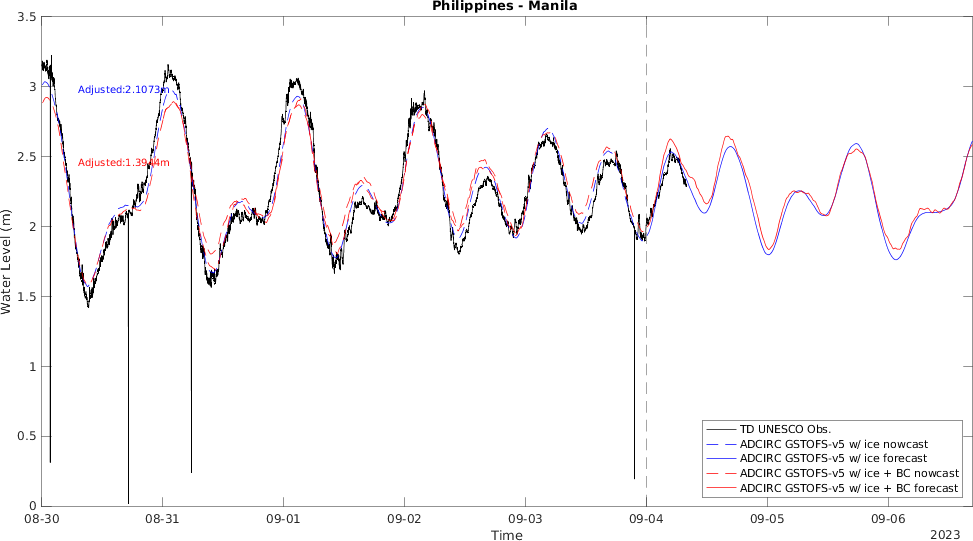 Philippines - Manila
3.5
3
2.5
2
1.5
1
0.5
0
Water Level (m)
Adjusted:2.1073m
Adjusted:1.3944m
TD UNESCO Obs.
ADCIRC GSTOFS-v5 w/ ice nowcast
ADCIRC GSTOFS-v5 w/ ice forecast
ADCIRC GSTOFS-v5 w/ ice + BC nowcast
ADCIRC GSTOFS-v5 w/ ice + BC forecast
08-30 08-31 09-01 09-02 09-03 09-04 09-05 09-06
Time
2023